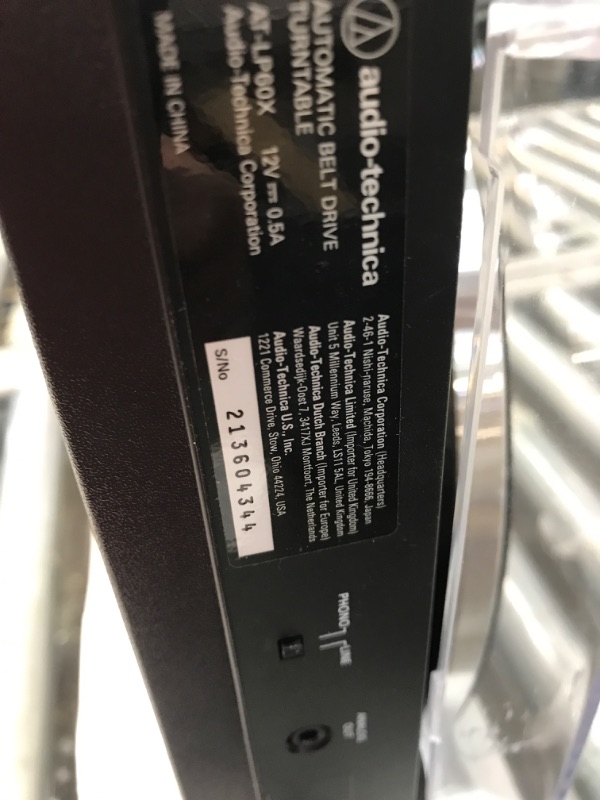 audio-technica
AUTOMATIC BELT DRIVE
TURNTABLE
AT-LP60X 12V ⎓ 0.5A
Audio-Technica Corporation
MADE IN CHINA
Audio-Technica Corporation (Headquarters)
2-46-1 Nishi-naruse, Machida, Tokyo 194-8666, Japan
Audio-Technica Limited (Importer for United Kingdom)
Unit 5 Millennium Way, Leeds, LS11 5AL, United Kingdom
Audio-Technica Dutch Branch (Importer for Europe)
Waardsedijk-Oost 7, 3417XJ Montfoort, The Netherlands
Audio-Technica U.S., Inc.
1221 Commerce Drive, Stow, Ohio 44224, USA
S/No 213604344
PHONO LINE
ANALOG
OUT